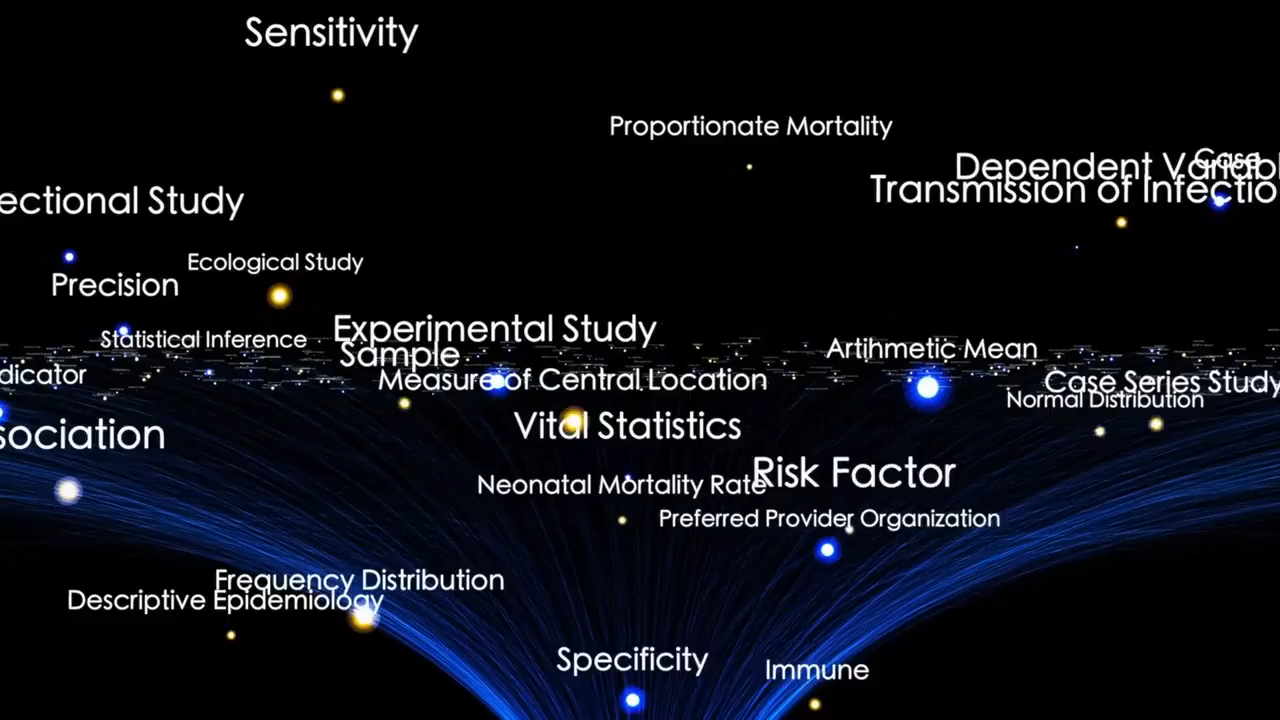 Sensitivity
Proportionate Mortality
Case
Dependent Variabl
Transmission of Infectio
ectional Study
Ecological Study
Precision
Experimental Study
Statistical Inference
Artihmetic Mean
Sample
dicator
Measure of Central Location
Case Series Study
Normal Distribution
Vital Statistics
sociation
Risk Factor
Neonatal Mortality Rate
Preferred Provider Organization
Frequency Distribution
Descriptive Epidemiology
Specificity
Immune